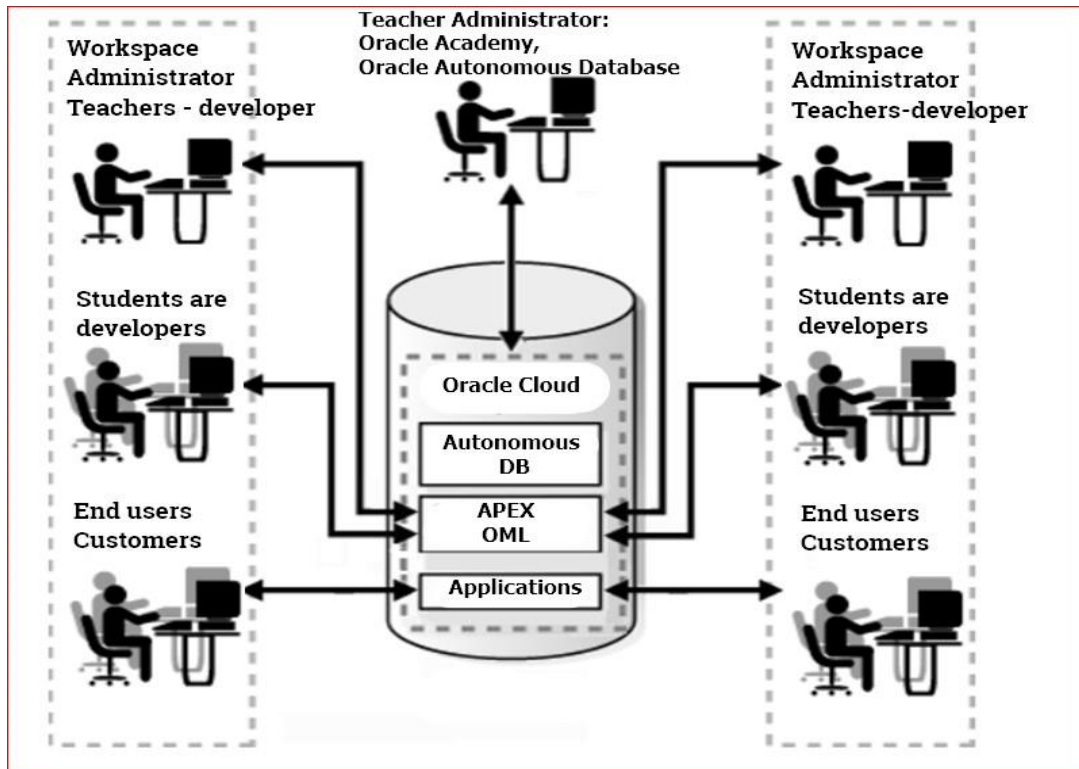 Teacher Administrator:
Oracle Academy,
Oracle Autonomous Database
Workspace
Administrator
Teachers - developer
Students are
developers
End users
Customers
Oracle Cloud
Autonomous
DB
APEX
OML
Applications
Workspace
Administrator
Teachers-developer
Students are
developers
End users
Customers